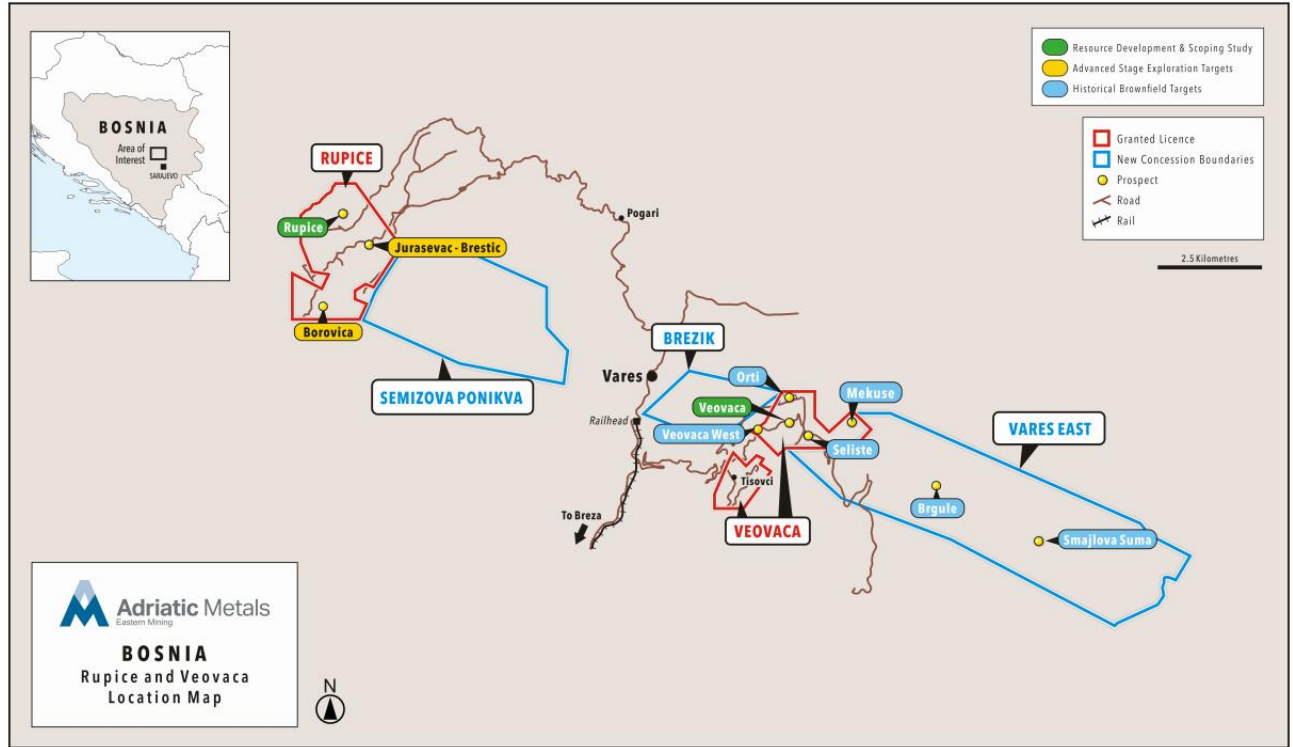 BOSNIA
Area of
Interest
SARAJEVO
Resource Development & Scoping Study
Advanced Stage Exploration Targets
Historical Brownfield Targets
Granted Licence
New Concession Boundaries
Prospect
Road
Rail
2.5 Kilometres
RUPICE
Rupice
Jurasevac - Brestic
Borovica
Pogari
SEMIZOVA PONIKVA
BREZIK
Vares
Orti
Mekuse
Railhead
Veovaca
Veovaca West
Seliste
VARES EAST
Tisovci
Brgule
To Breza
VEOVACA
Smajlova Suma
Adriatic Metals
Eastern Mining
BOSNIA
Rupice and Veovaca
Location Map
N